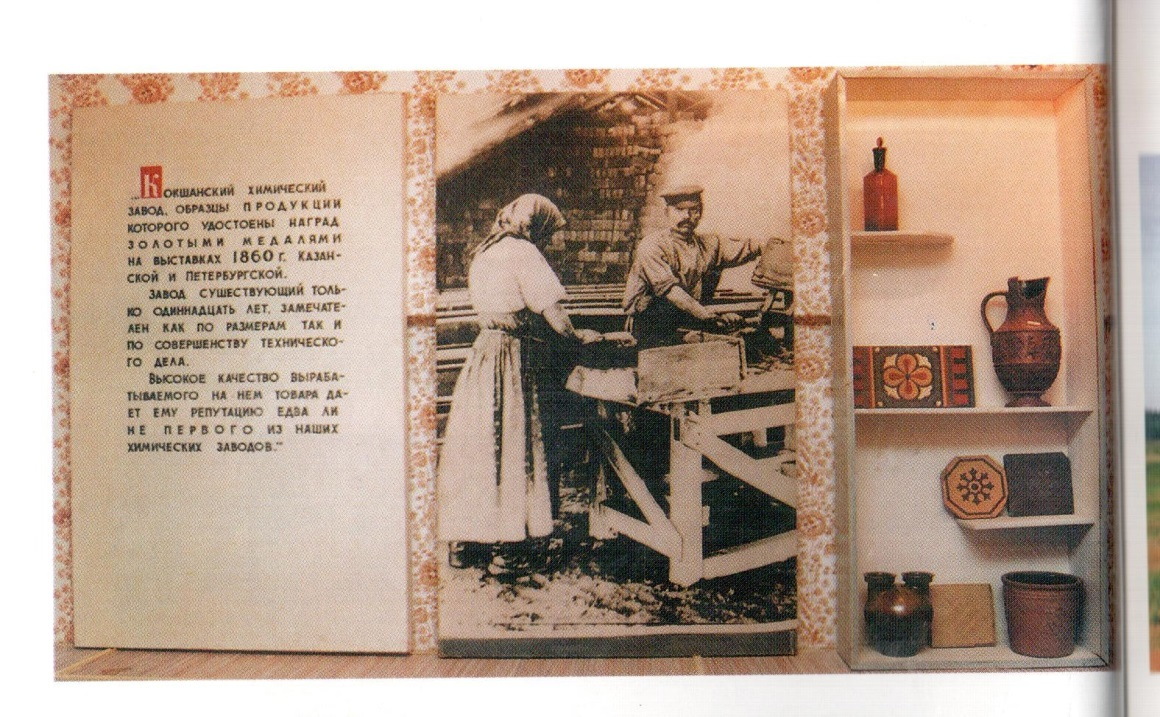 „Кокшанский химический
завод, образцы продукции
которого удостоены наград
золотыми медалями
на выставках 1860 г. Казан-
ской и Петербургской.
Завод сушествующий толь-
ко одиннадцать лет, замечате-
лен как по размерам так и
по совершенству техническо-
го дела.
Высокое качество выраба-
тываемого на нем товара да-
ет ему репутацию едва ли
не первого из наших
химических заводов."